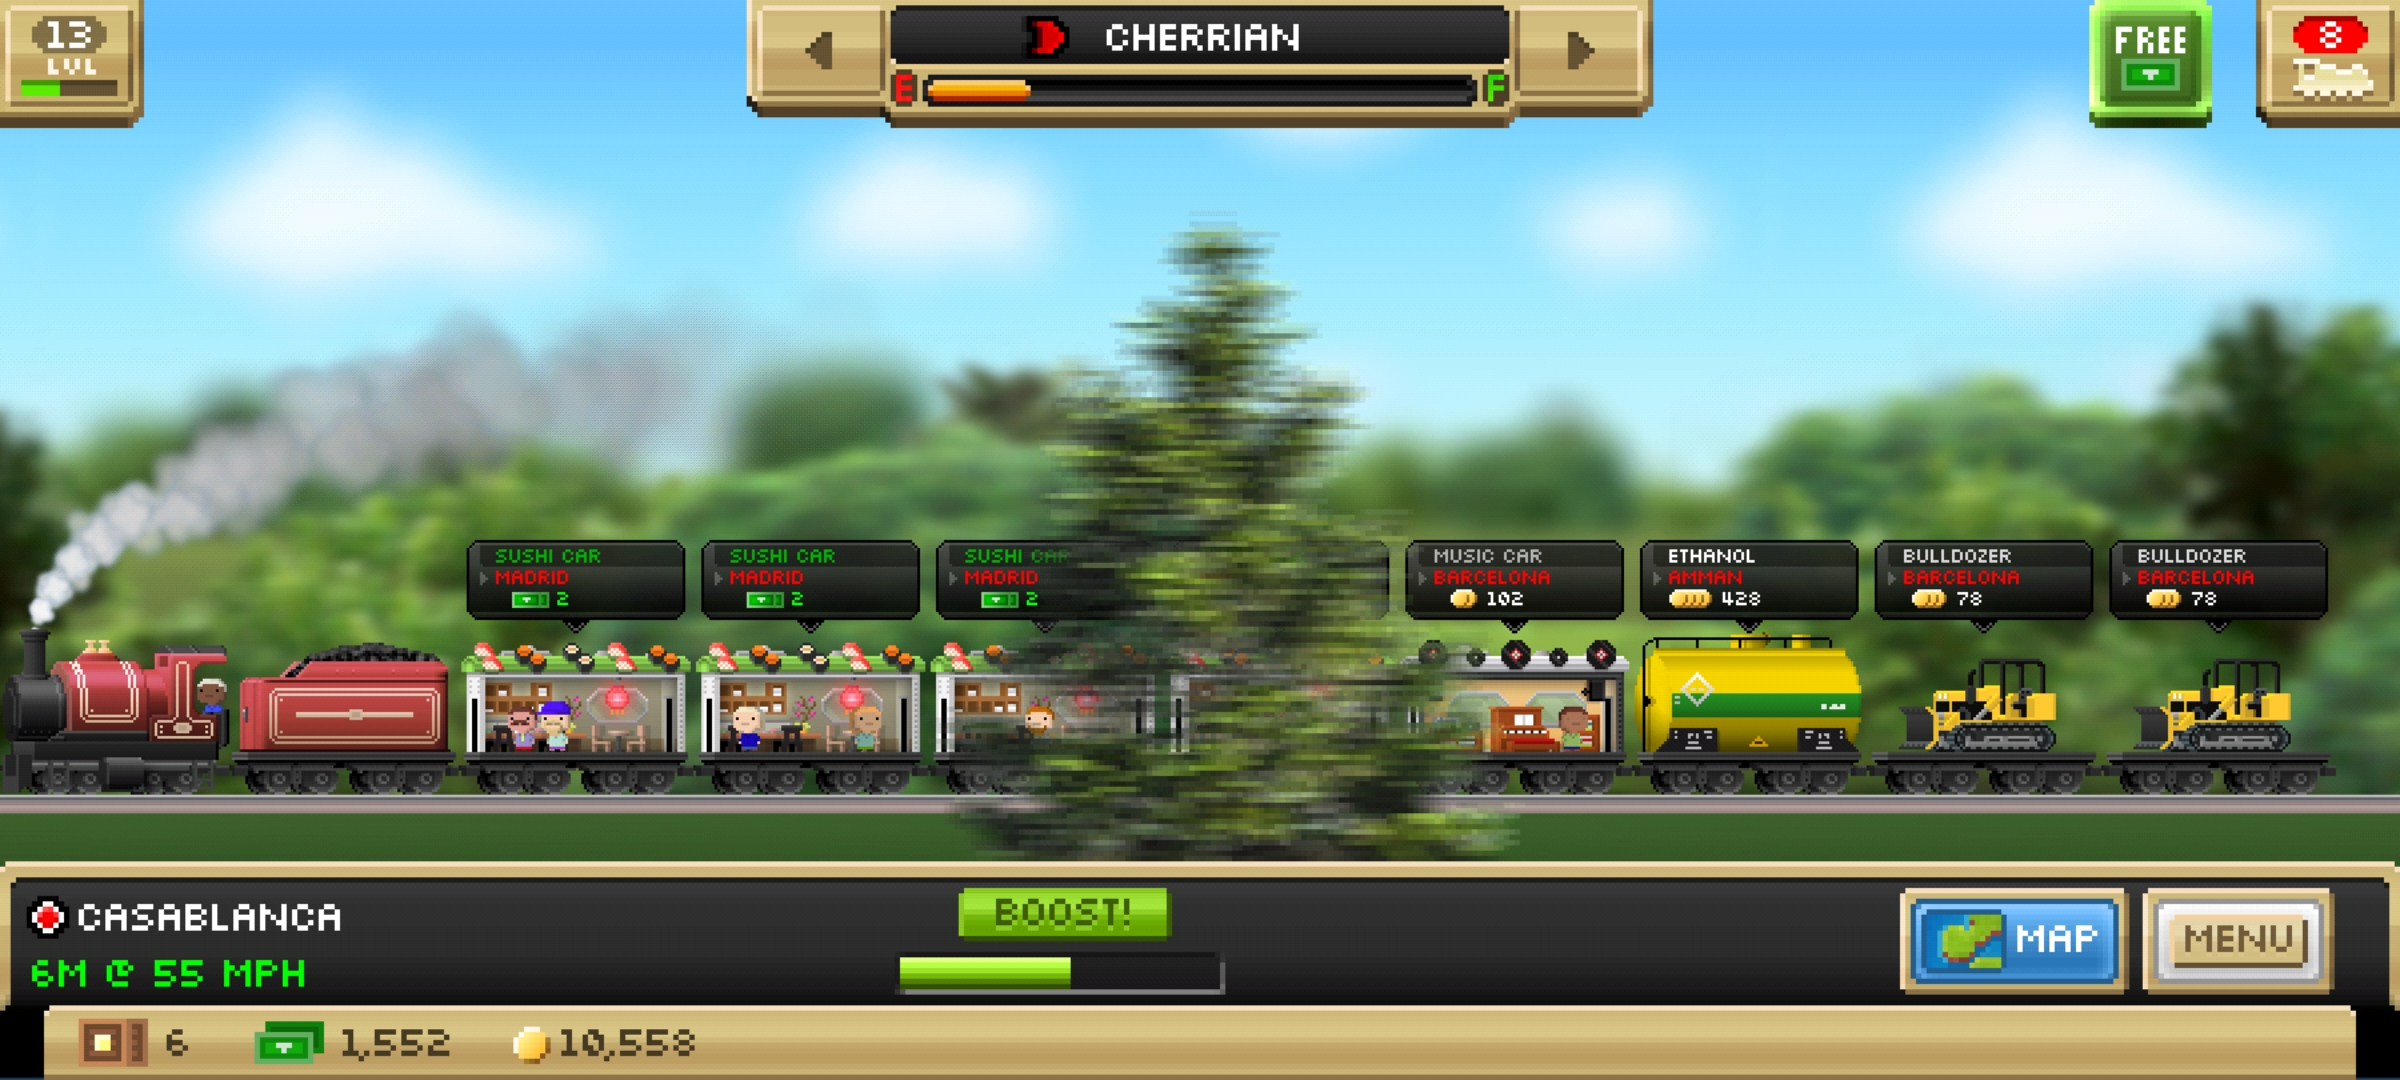 13
LVL
CHERRIAN
E F
FREE
8
SUSHI CAR
MADRID
2
SUSHI CAR
MADRID
2
SUSHI CAR
MADRID
2
MUSIC CAR
BARCELONA
102
ETHANOL
AMMAN
428
BULLDOZER
BARCELONA
78
BULLDOZER
BARCELONA
78
CASABLANCA
6M @ 55 MPH
BOOST!
MAP
MENU
6
1,552
10,558